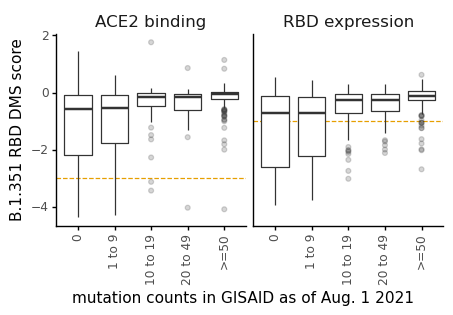 ACE2 binding
RBD expression
B.1.351 RBD DMS score
2
0
−2
−4
0
1 to 9
10 to 19
20 to 49
>=50
0
1 to 9
10 to 19
20 to 49
>=50
mutation counts in GISAID as of Aug. 1 2021